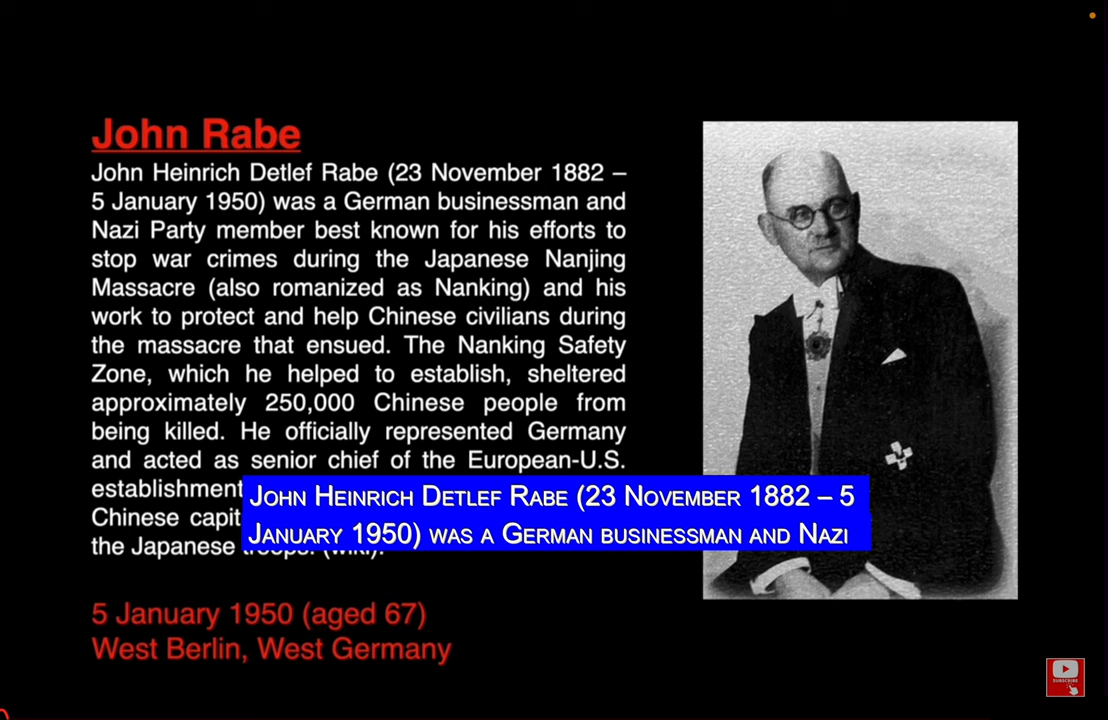 John Rabe
John Heinrich Detlef Rabe (23 November 1882 –
5 January 1950) was a German businessman and
Nazi Party member best known for his efforts to
stop war crimes during the Japanese Nanjing
Massacre (also romanized as Nanking) and his
work to protect and help Chinese civilians during
the massacre that ensued. The Nanking Safety
Zone, which he helped to establish, sheltered
approximately 250,000 Chinese people from
being killed. He officially represented Germany
and acted as senior chief of the European-U.S.
establishment
Chinese
the Japanese
John Heinrich Detlef Rabe (23 November 1882 – 5
January 1950) was a German businessman and Nazi
5 January 1950 (aged 67)
West Berlin, West Germany
SUBSCRIBE